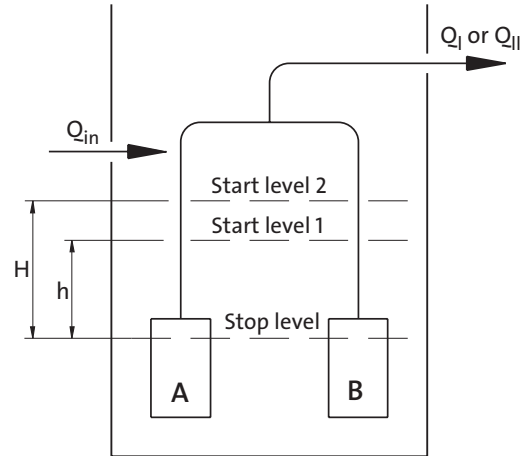 Q_I or Q_II
Q_in
Start level 2
Start level 1
H
h
Stop level
A
B